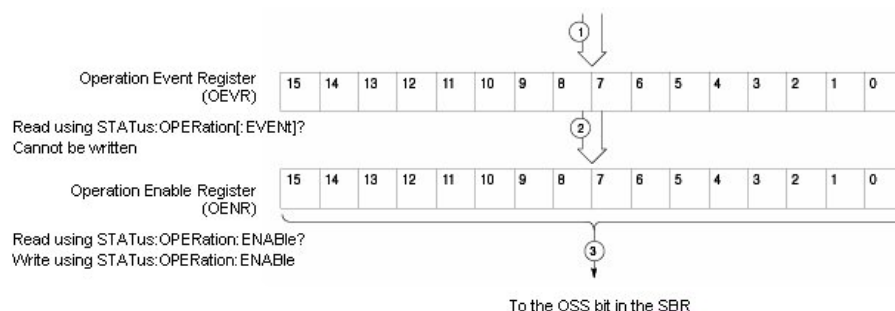 1
Operation Event Register
(OEVR)
15 14 13 12 11 10 9 8 7 6 5 4 3 2 1 0
Read using STATus:OPERation[:EVENt]?
Cannot be written
2
Operation Enable Register
(OENR)
15 14 13 12 11 10 9 8 7 6 5 4 3 2 1 0
Read using STATus:OPERation:ENABle?
Write using STATus:OPERation:ENABle
3
To the OSS bit in the SBR